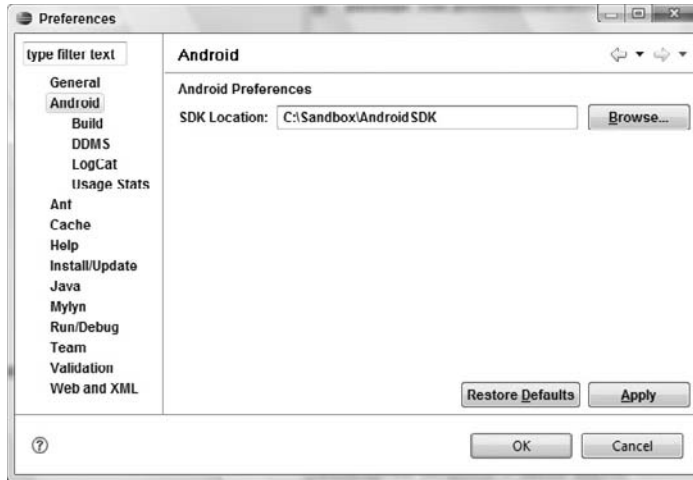 Preferences
type filter text
General
Android
Build
DDMS
LogCat
Usage Stats
Ant
Cache
Help
Install/Update
Java
Mylyn
Run/Debug
Team
Validation
Web and XML
Android
Android Preferences
SDK Location: C:\Sandbox\AndroidSDK Browse...
Restore Defaults Apply
OK Cancel